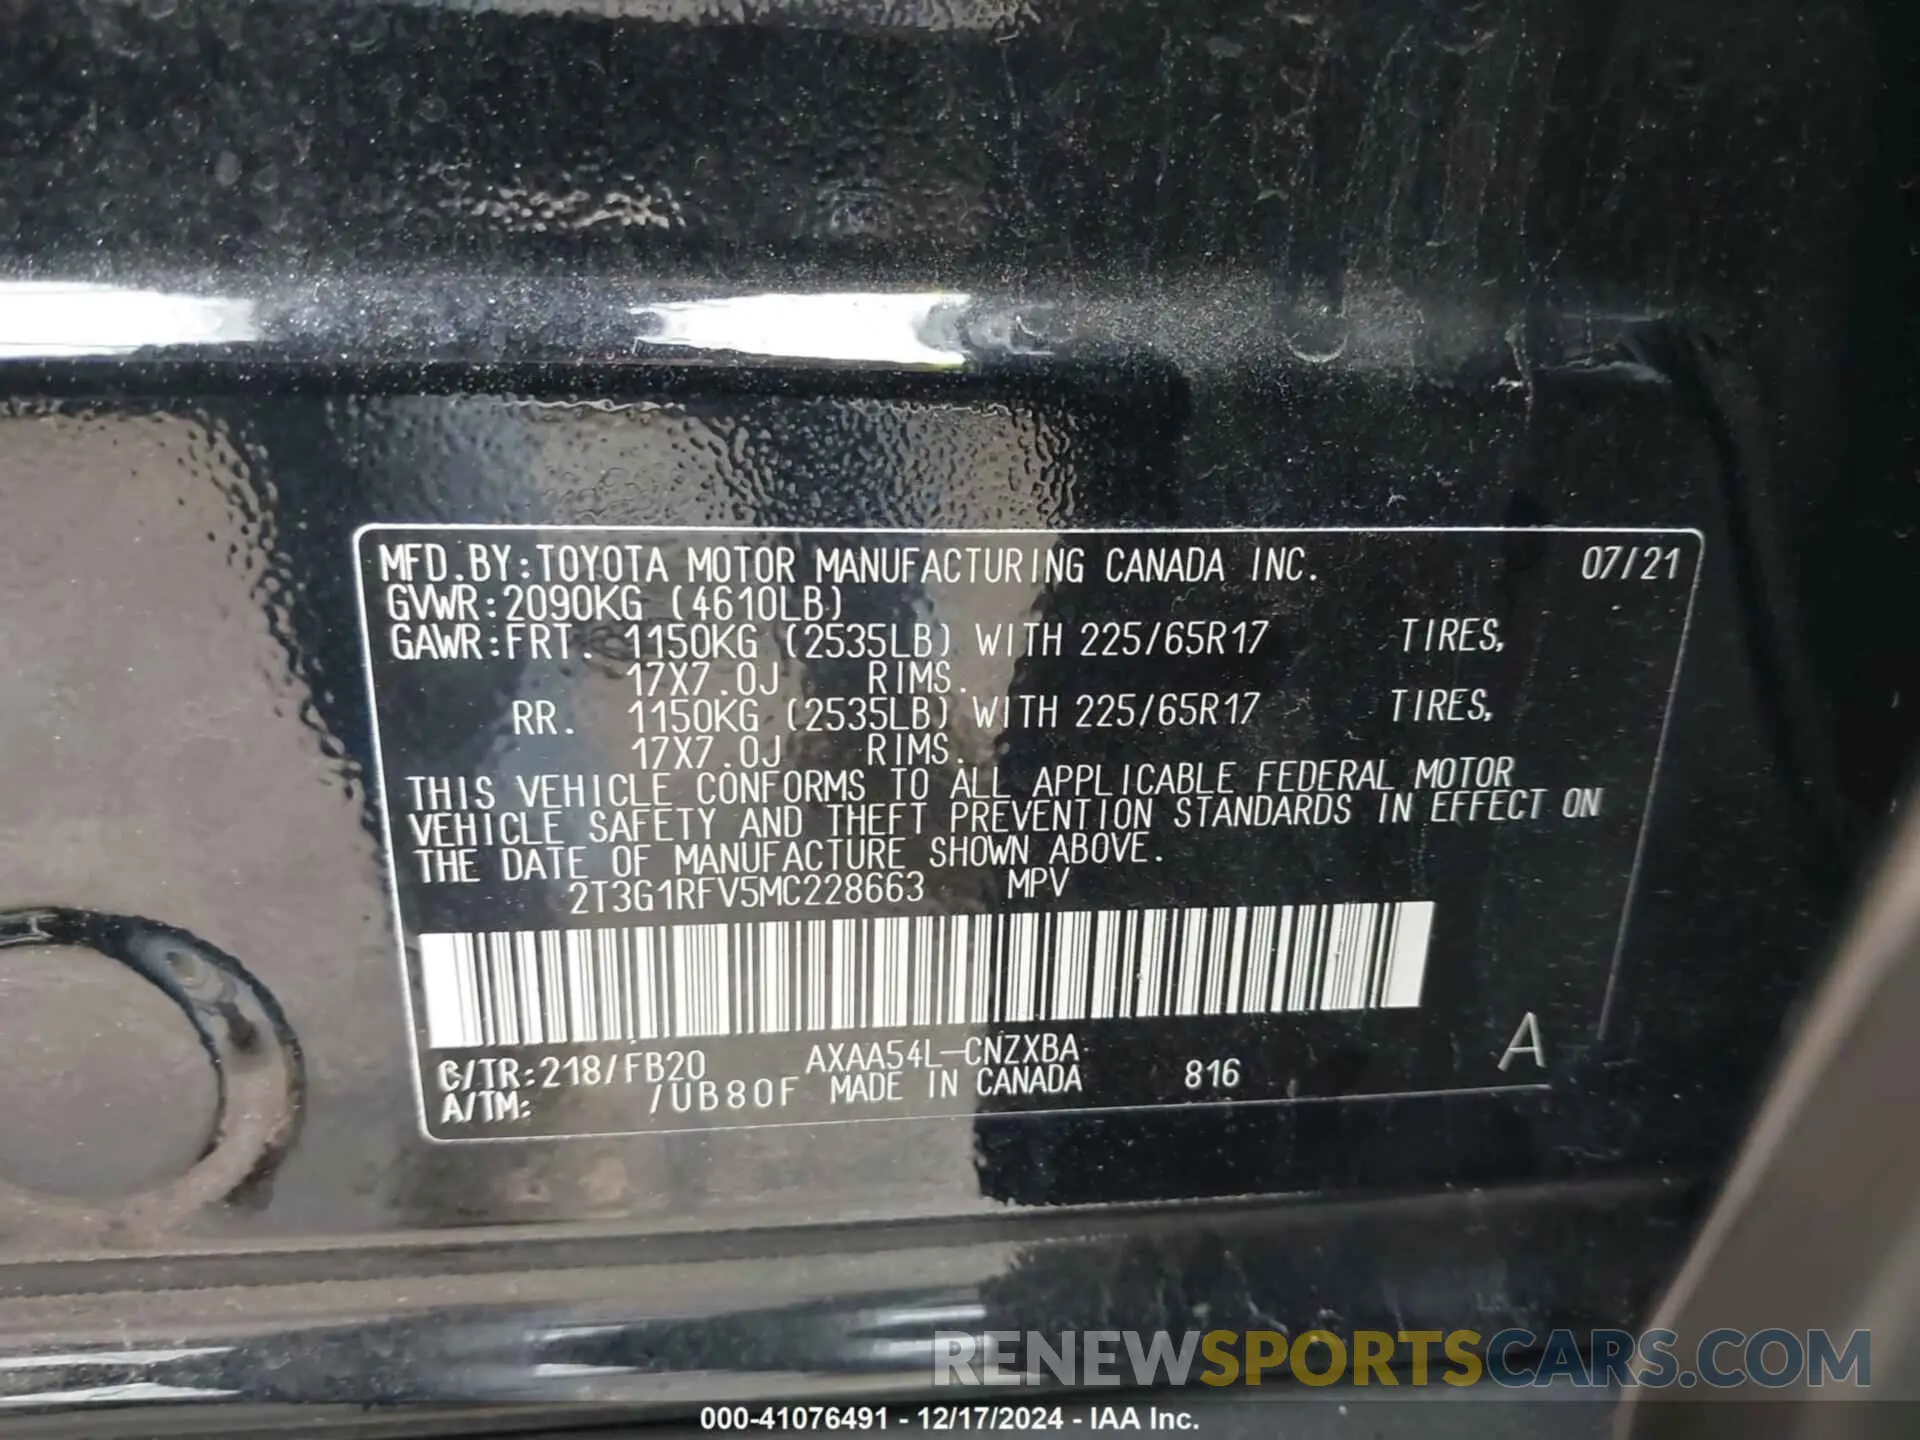 MFD.BY:TOYOTA MOTOR MANUFACTURING CANADA INC. 07/21
GVWR:2090KG (4610LB)
GAWR:FRT. 1150KG (2535LB) WITH 225/65R17 TIRES,
17X7.0J RIMS.
RR. 1150KG (2535LB) WITH 225/65R17 TIRES,
17X7.0J RIMS.
THIS VEHICLE CONFORMS TO ALL APPLICABLE FEDERAL MOTOR
VEHICLE SAFETY AND THEFT PREVENTION STANDARDS IN EFFECT ON
THE DATE OF MANUFACTURE SHOWN ABOVE.
2T3G1RFV5MC228663 MPV
C/TR:218/FB20 AXAA54L-CNZXBA
A/TM: /UB80F MADE IN CANADA 816 A
RENEWSPORTSCARS.COM
000-41076491 - 12/17/2024 - IAA Inc.